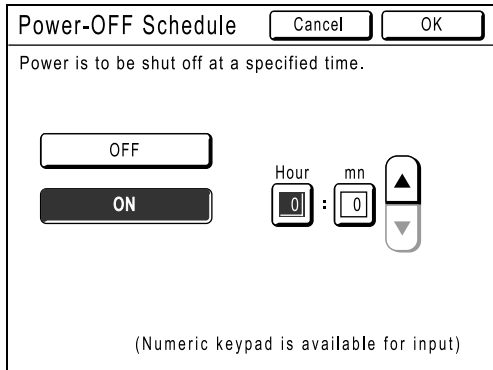 Power-OFF Schedule Cancel OK
Power is to be shut off at a specified time.
OFF
Hour mn
ON 0 : 0
(Numeric keypad is available for input)